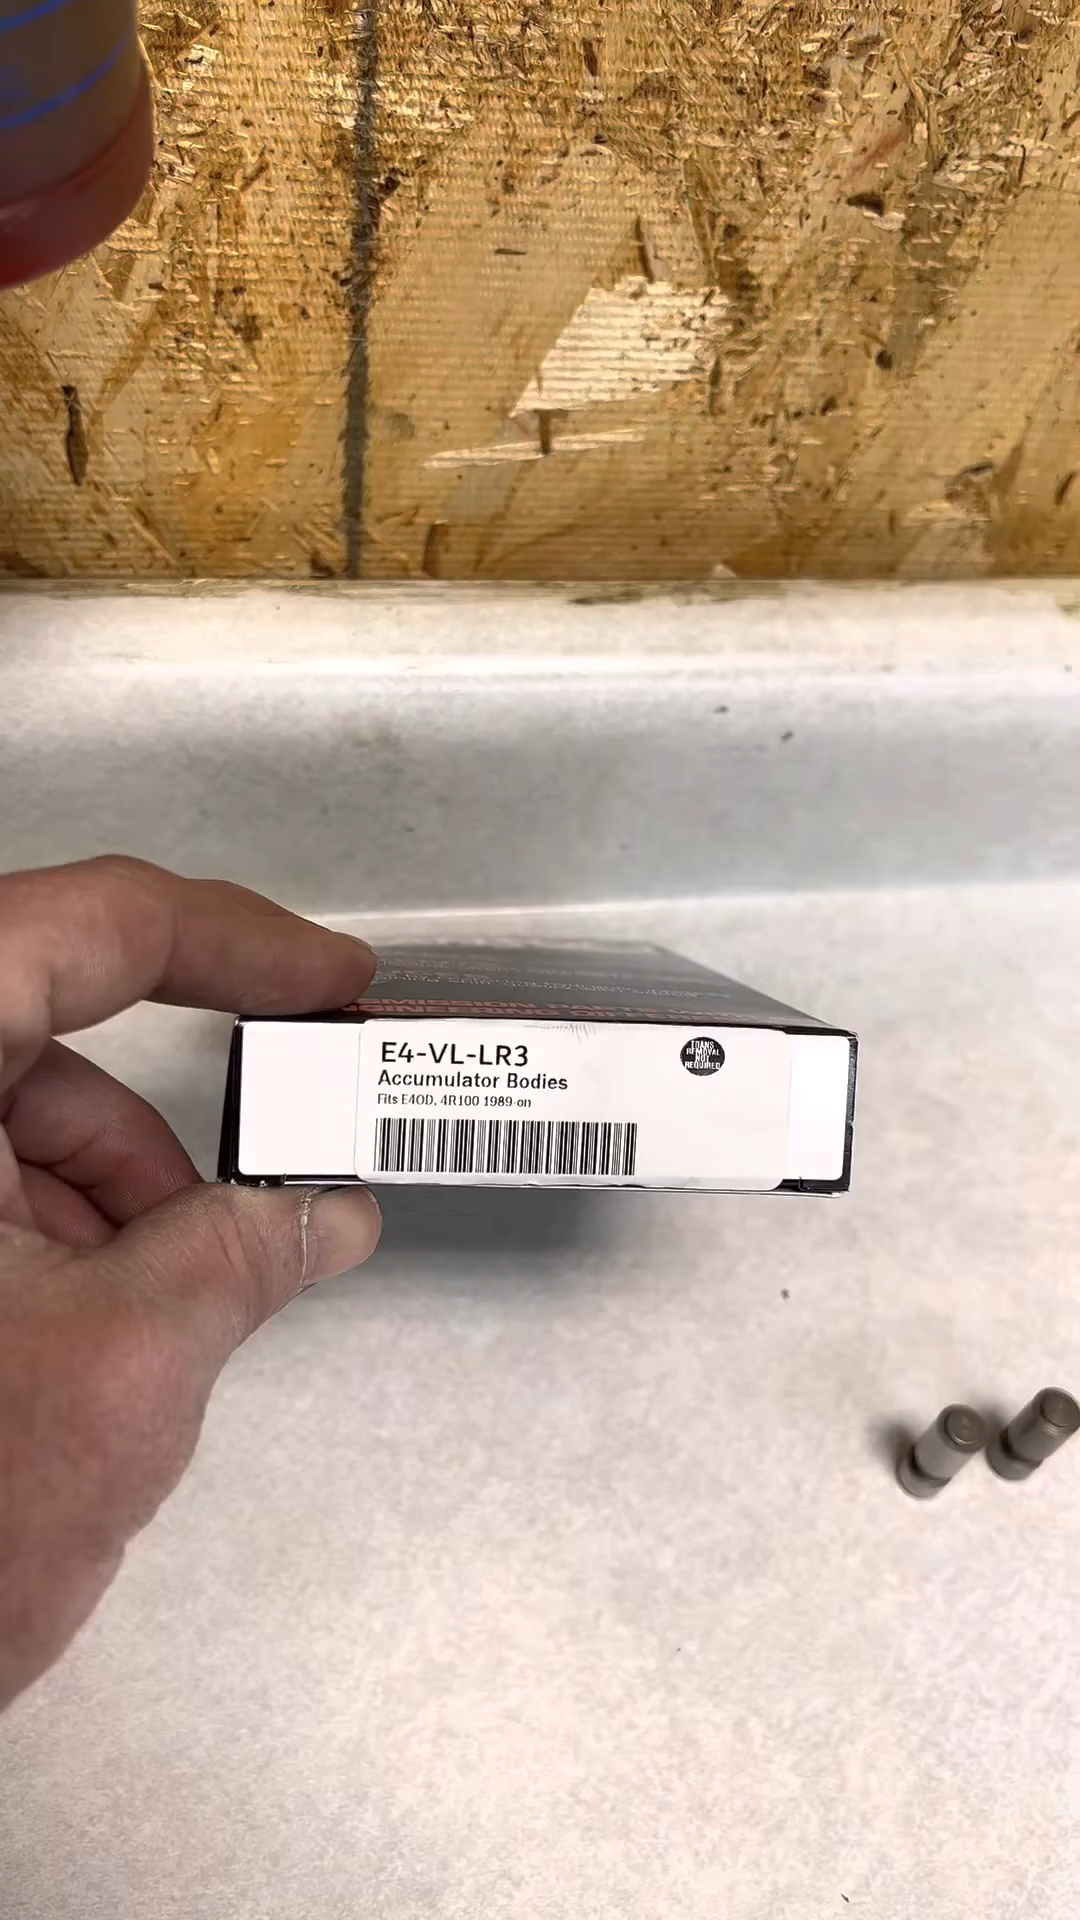 E4-VL-LR3
Accumulator Bodies
Fits E4OD, 4R100 1989-on
TRANS
REMOVAL
NOT
REQUIRED